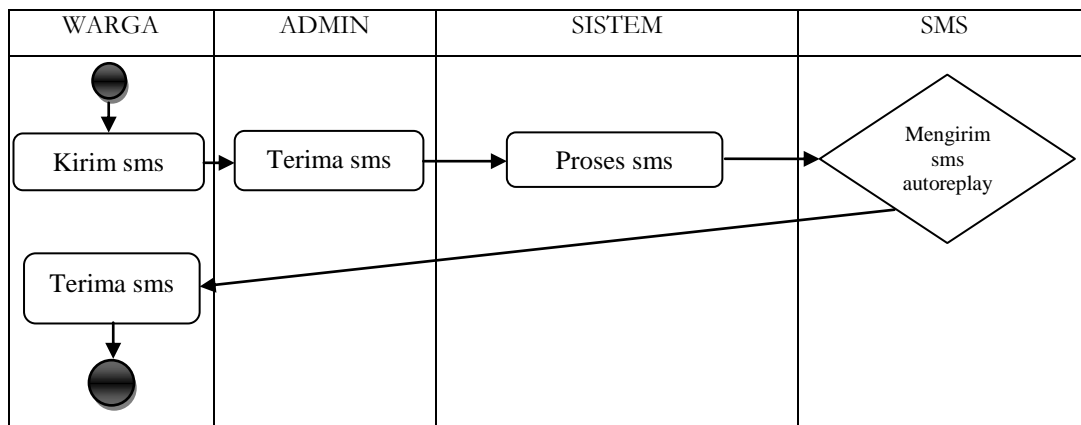 WARGA
ADMIN
SISTEM
SMS
Kirim sms
Terima sms
Proses sms
Mengirim
sms
autoreplay
Terima sms